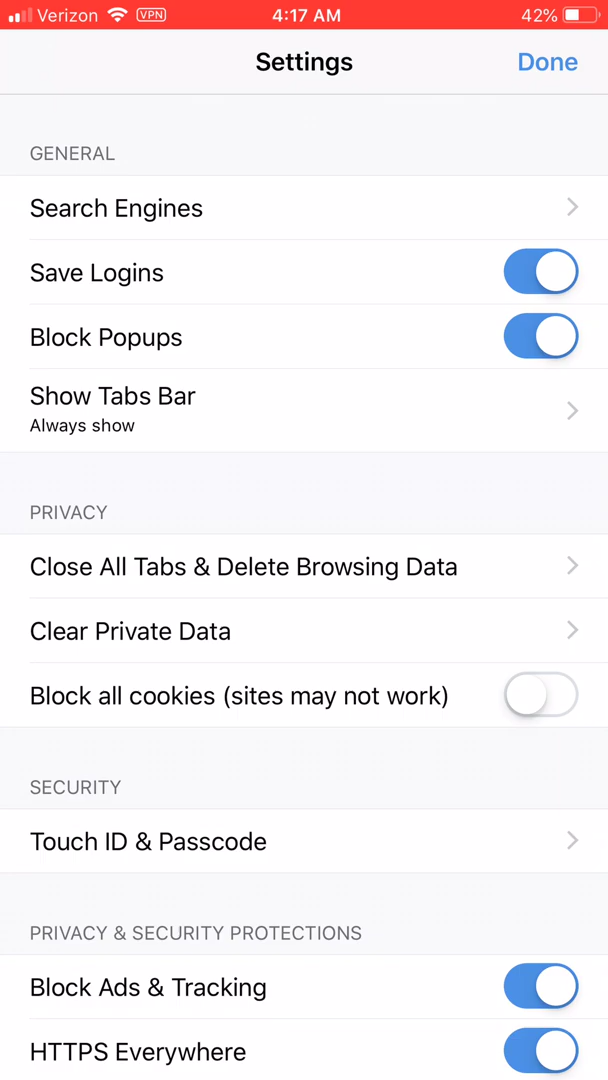 Verizon VPN 4:17 AM 42%
Settings Done
GENERAL
Search Engines
Save Logins
Block Popups
Show Tabs Bar
Always show
PRIVACY
Close All Tabs & Delete Browsing Data
Clear Private Data
Block all cookies (sites may not work)
SECURITY
Touch ID & Passcode
PRIVACY & SECURITY PROTECTIONS
Block Ads & Tracking
HTTPS Everywhere